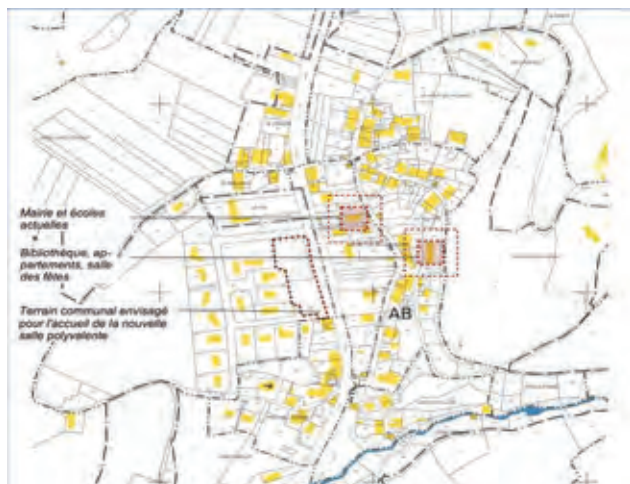 Mairie et écoles
actuelles
Bibliothèque, ap-
partements, salle
des fêtes
Terrain communal envisagé
pour l'accueil de la nouvelle
salle polyvalente
AB